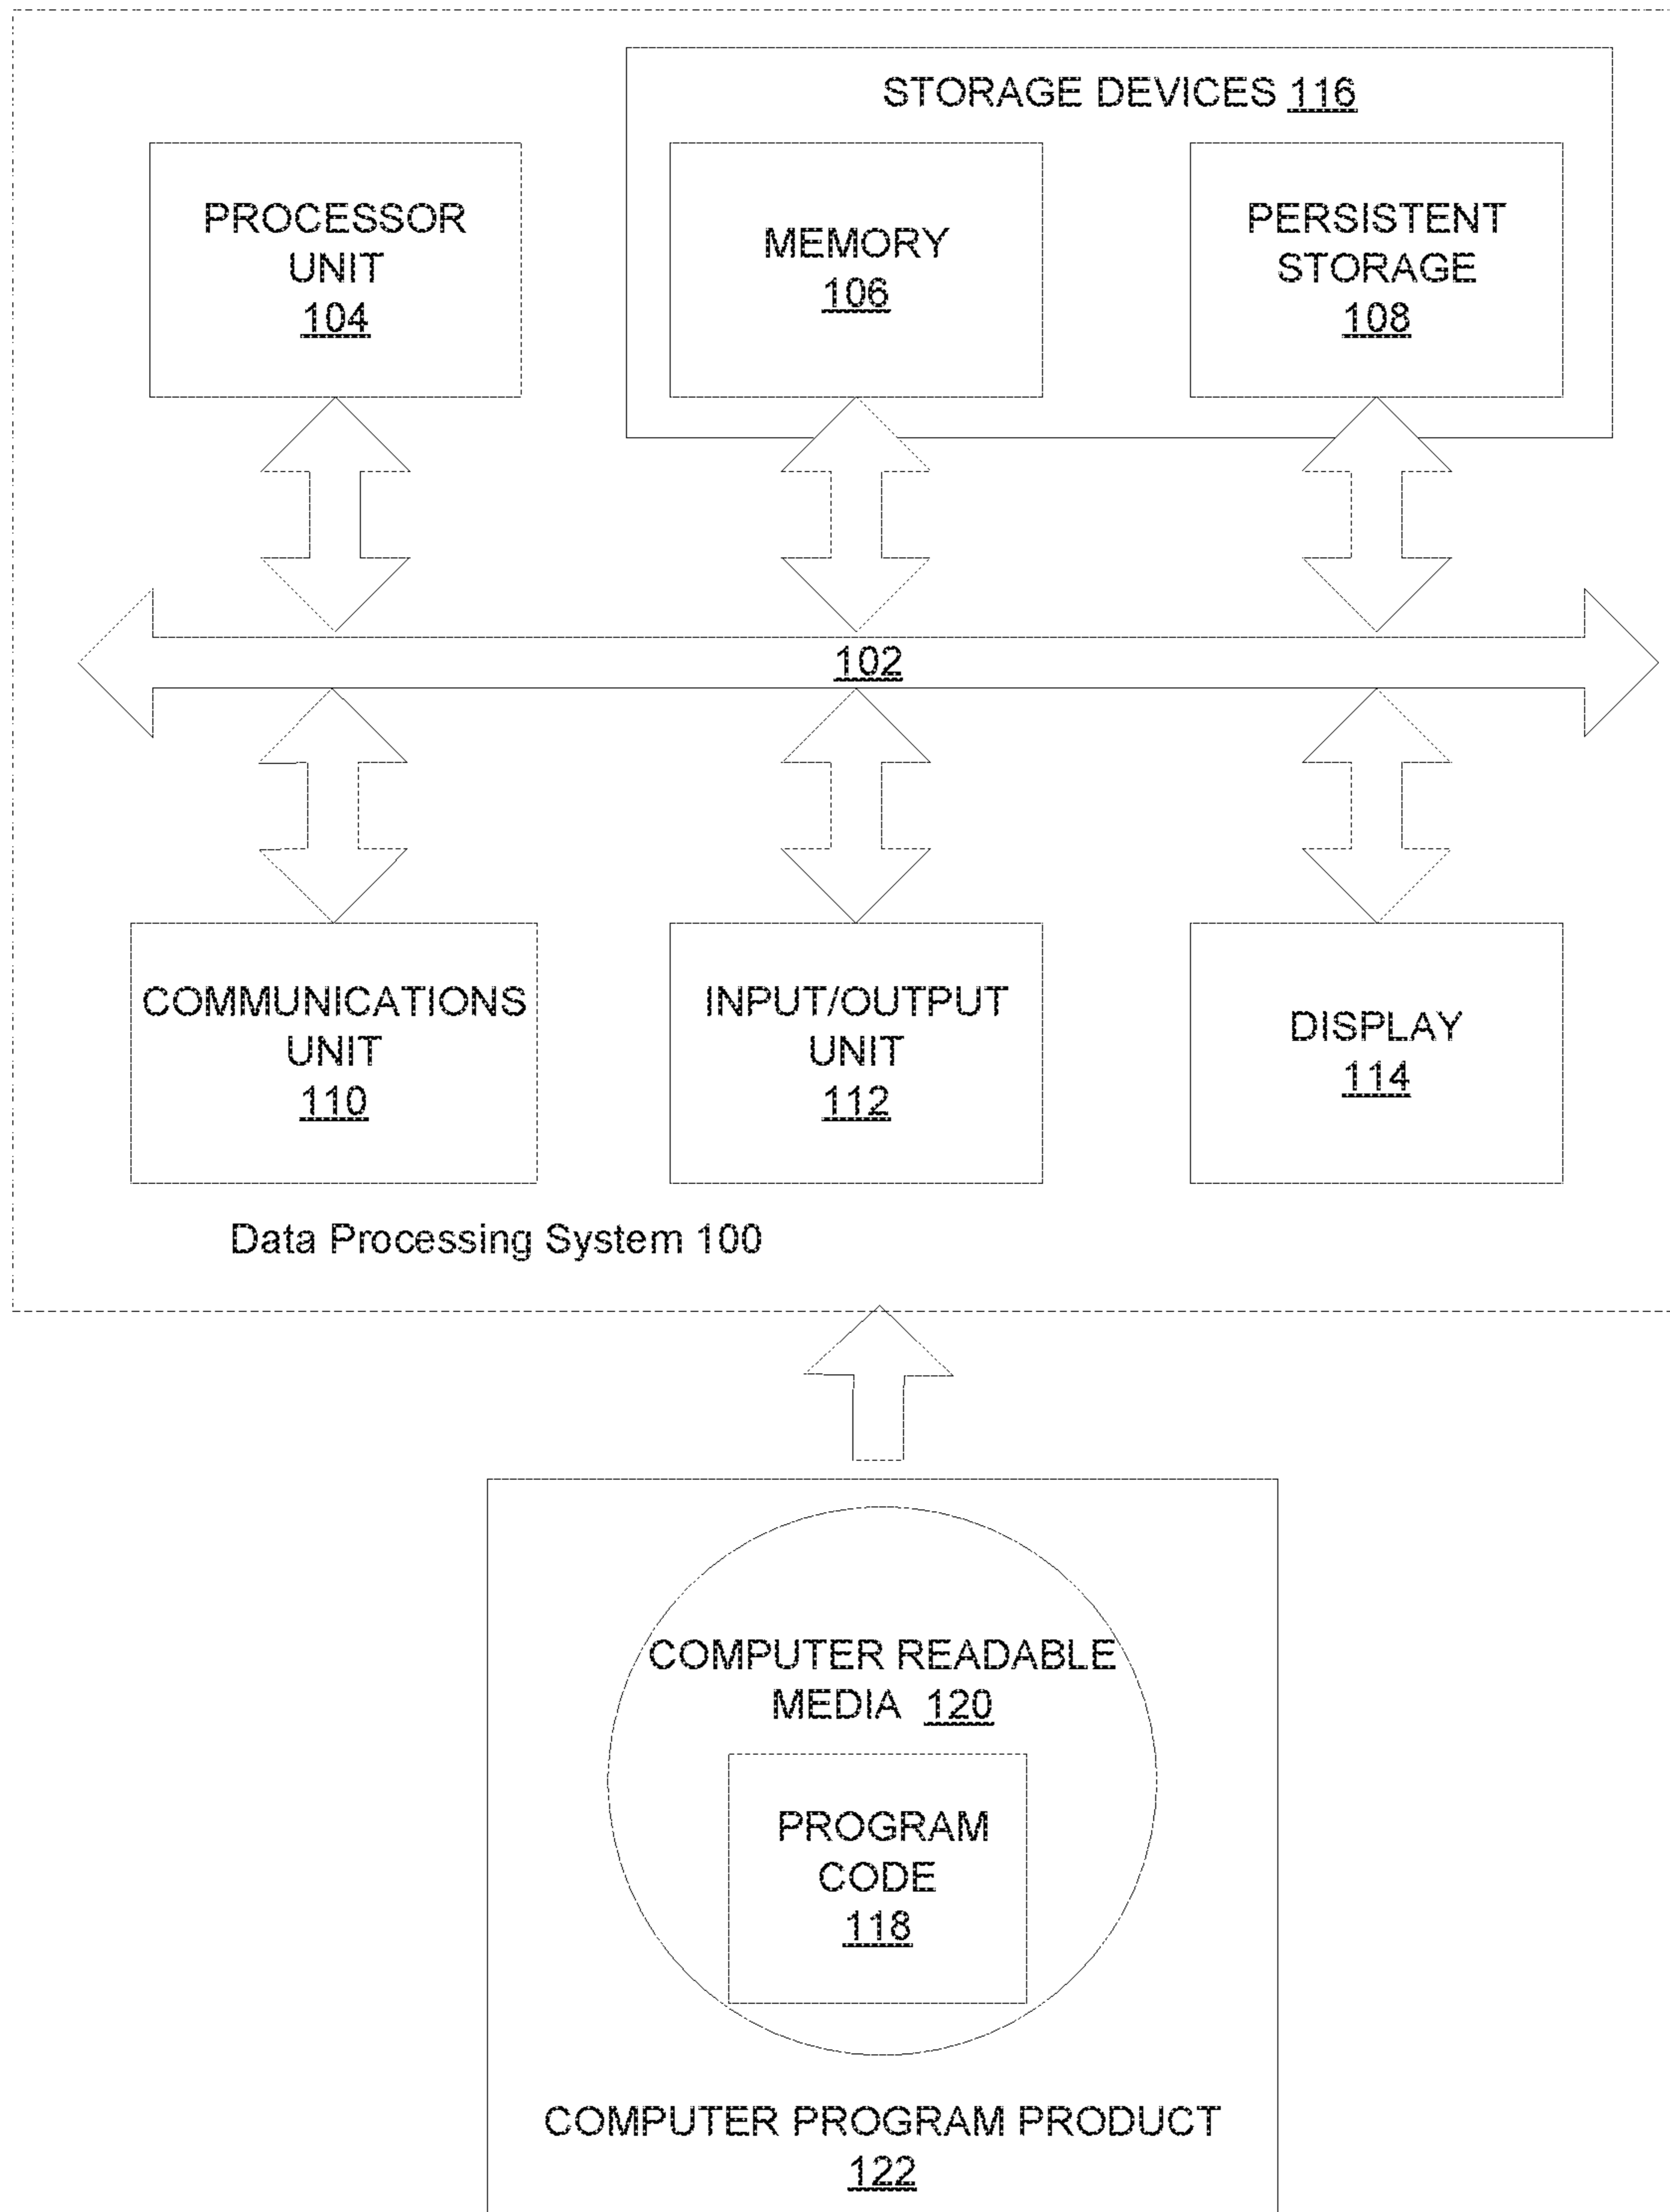 STORAGE DEVICES 116
PROCESSOR
UNIT
104
MEMORY
106
PERSISTENT
STORAGE
108
102
COMMUNICATIONS
UNIT
110
INPUT/OUTPUT
UNIT
112
DISPLAY
114
Data Processing System 100
COMPUTER READABLE
MEDIA 120
PROGRAM
CODE
118
COMPUTER PROGRAM PRODUCT
122